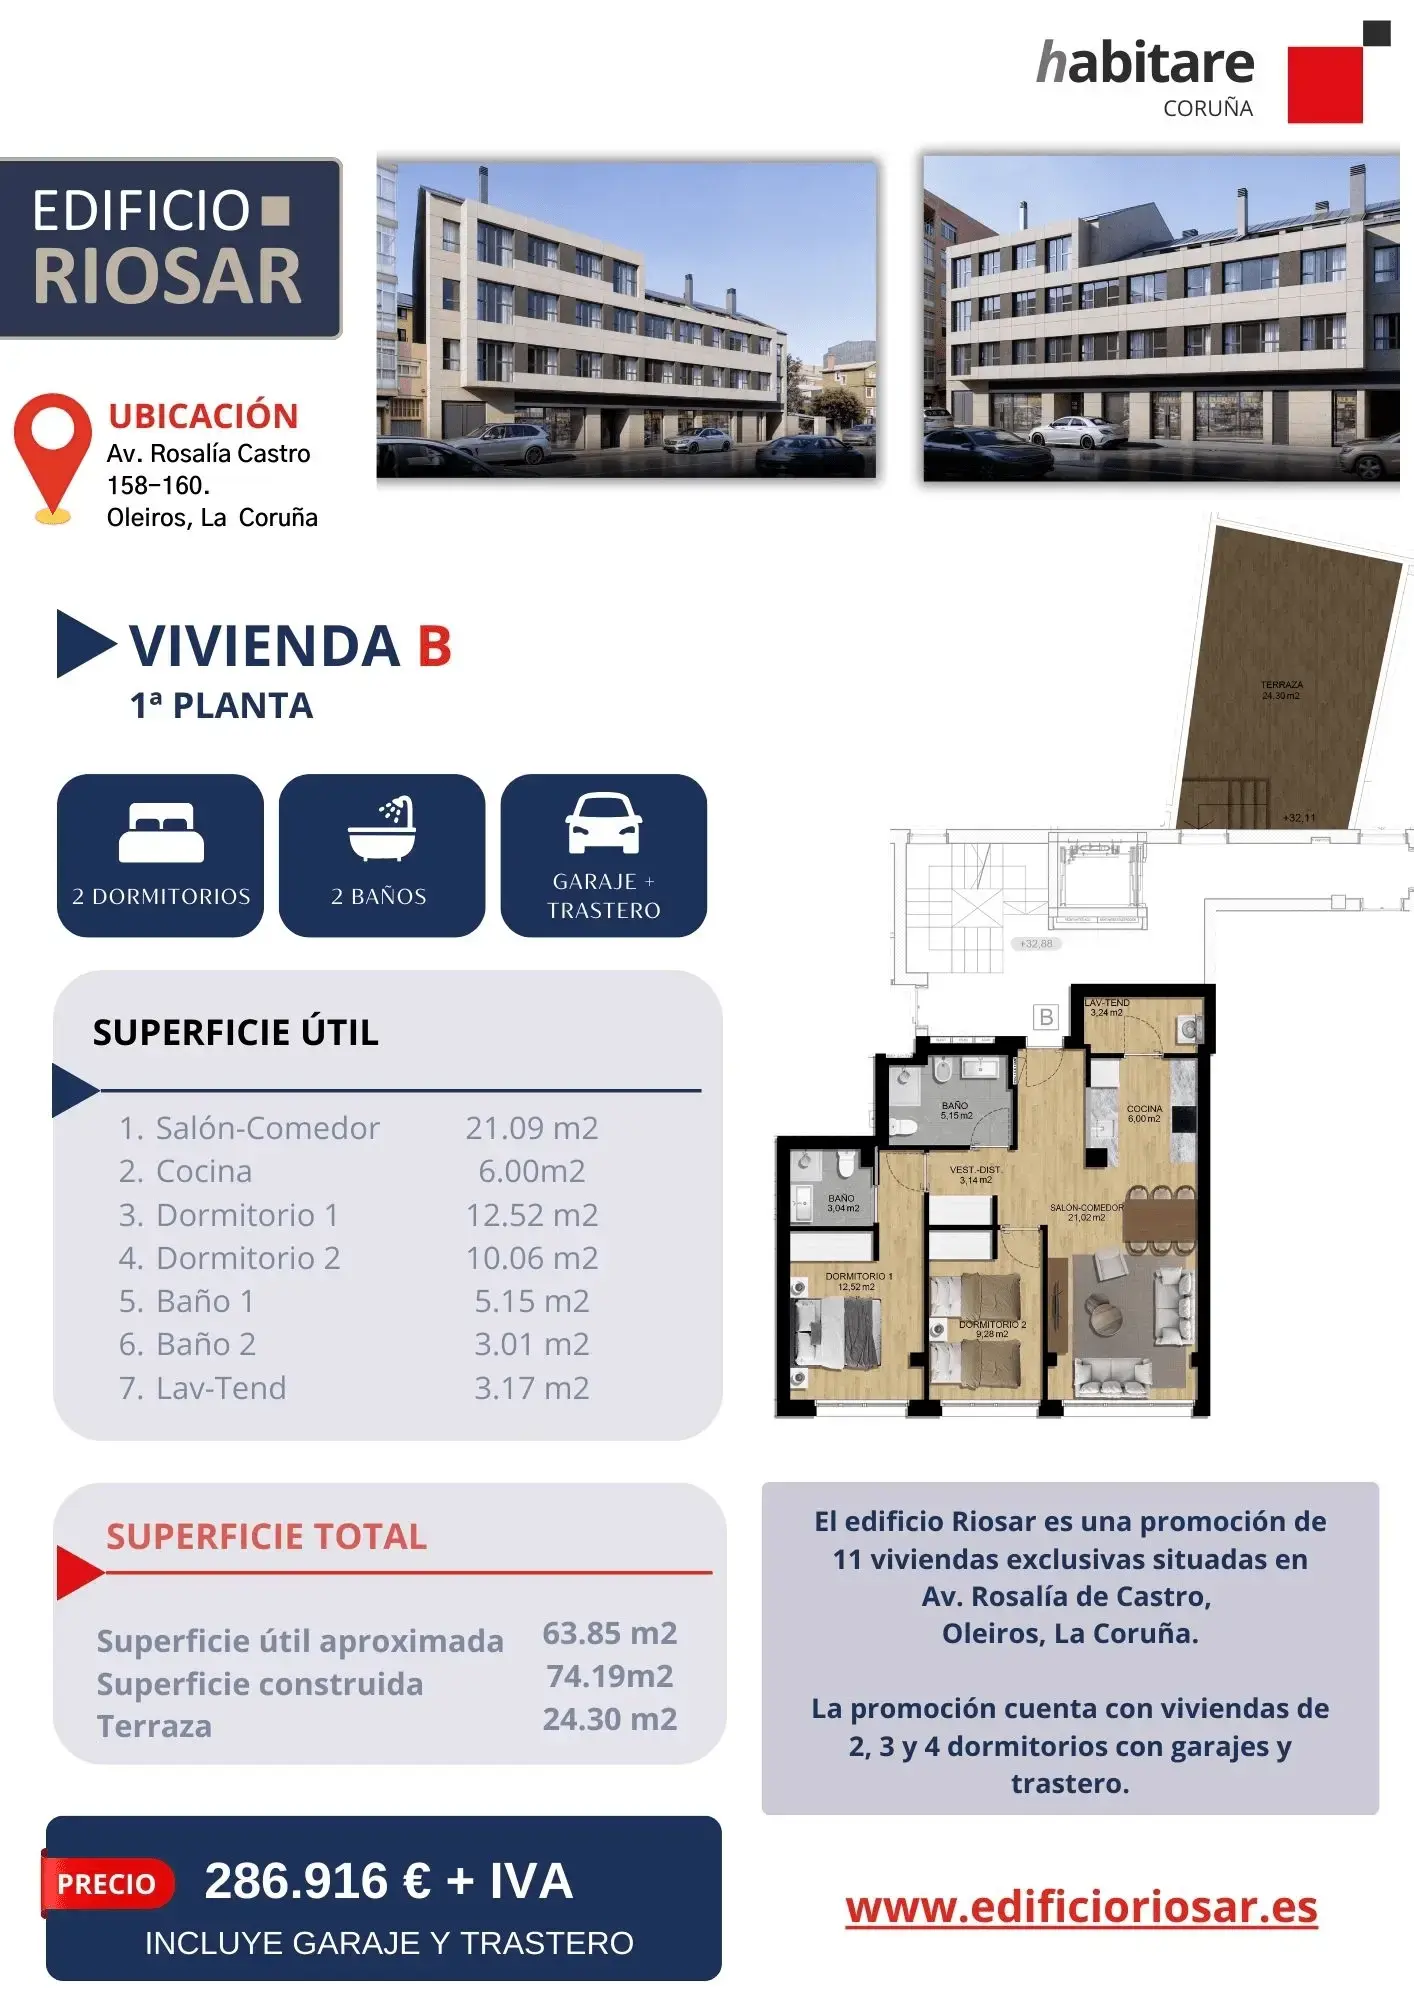 habitare
CORUÑA
EDIFICIO
RIOSAR
UBICACIÓN
Av. Rosalía Castro
158-160.
Oleiros, La Coruña
VIVIENDA B
1ª PLANTA
2 DORMITORIOS
2 BAÑOS
GARAJE +
TRASTERO
SUPERFICIE ÚTIL
1. Salón-Comedor 21.09 m2
2. Cocina 6.00m2
3. Dormitorio 1 12.52 m2
4. Dormitorio 2 10.06 m2
5. Baño 1 5.15 m2
6. Baño 2 3.01 m2
7. Lav-Tend 3.17 m2
SUPERFICIE TOTAL
Superficie útil aproximada 63.85 m2
Superficie construida 74.19m2
Terraza 24.30 m2
PRECIO
286.916 € + IVA
INCLUYE GARAJE Y TRASTERO
TERRAZA
24.30 m2
+32,11
+32,88
B
LAV-TEND
3,24 m2
BAÑO
5,15 m2
COCINA
6,00 m2
VEST.-DIST.
3,14 m2
BAÑO
3,04 m2
SALÓN-COMEDOR
21,02 m2
DORMITORIO 1
12,52 m2
DORMITORIO 2
9,28 m2
El edificio Riosar es una promoción de
11 viviendas exclusivas situadas en
Av. Rosalía de Castro,
Oleiros, La Coruña.
La promoción cuenta con viviendas de
2, 3 y 4 dormitorios con garajes y
trastero.
www.edificioriosar.es